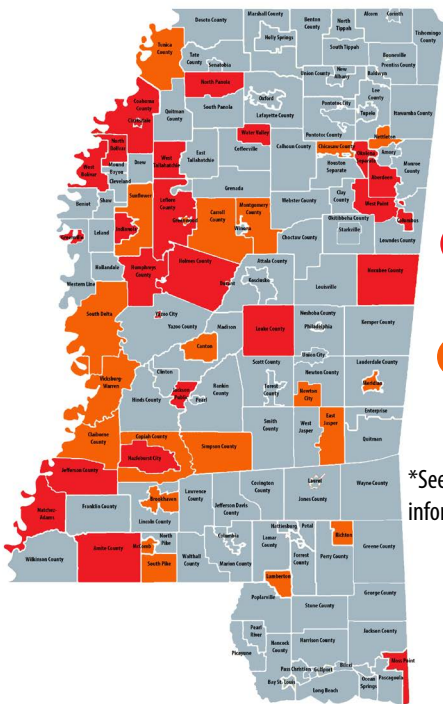 Desoto County
Marshall County
Benton County
North Tippah
Alcorn
Corinth
Tishomingo County
Tunica County
Holly Springs
South Tippah
Tate County
Senatobia
Booneville
Prentiss County
Union County
New Albany
Baldwyn
Coahoma County
Clarksdale
Quitman County
North Panola
South Panola
Oxford
Lafayette County
Pontotoc City
Lee County
Tupelo
Itawamba County
Pontotoc County
Nettleton
Water Valley
Coffeeville
Calhoun County
Chickasaw County
Amory
Monroe County
North Bolivar
West Bolivar
Mound Bayou
Cleveland
Drew
West Tallahatchie
East Tallahatchie
Grenada
Houston Separate
Okolona Separate
Aberdeen
Clay County
West Point
Webster County
Columbus
Lowndes County
Benoit
Shaw
Sunflower
Leflore County
Greenwood
Carroll County
Montgomery County
Winona
Oktibbeha County
Starkville
Choctaw County
Leland
Indianola
Hollandale
Humphreys County
Holmes County
Durant
Attala County
Kosciusko
Louisville
Noxubee County
Western Line
South Delta
Yazoo City
Yazoo County
Madison
Canton
Leake County
Neshoba County
Philadelphia
Kemper County
Vicksburg Warren
Clinton
Hinds County
Jackson Public
Pearl
Rankin County
Scott County
Forest County
Union City
Newton County
Newton City
Lauderdale County
Meridian
Claiborne County
Copiah County
Hazlehurst City
Simpson County
Smith County
West Jasper
East Jasper
Enterprise
Quitman
Jefferson County
Natchez-Adams
Franklin County
Brookhaven
Lincoln County
Lawrence County
Jefferson Davis County
Covington County
Laurel
Jones County
Wayne County
*See
infor
Wilkinson County
Amite County
McComb
North Pike
South Pike
Walthall County
Columbia
Marion County
Lamar County
Hattiesburg
Petal
Forrest County
Perry County
Richton
Greene County
Lumberton
Poplarville
Stone County
George County
Pearl River
Picayune
Hancock County
Harrison County
Jackson County
Moss Point
Pass Christian
Gulfport
Biloxi
Bay St. Louis
Long Beach
Ocean Springs
Pascagoula